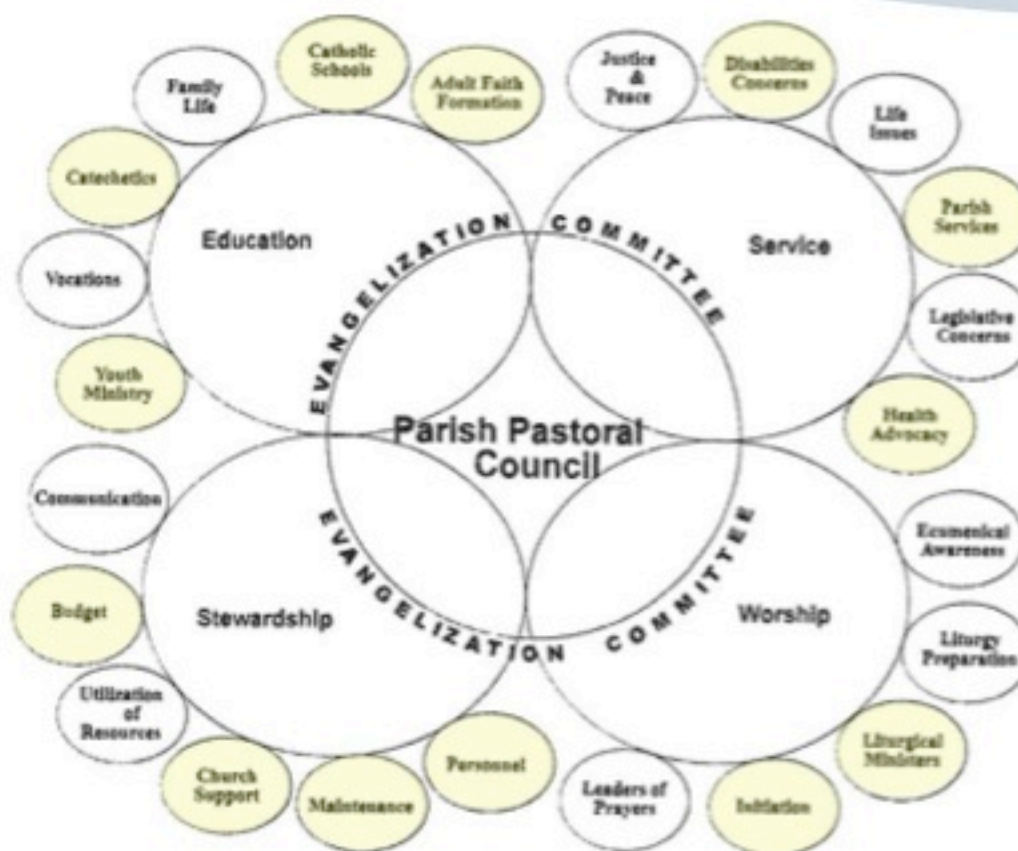 Catholic
Schools
Family
Life
Adult Faith
Formation
Catechetics
Education
Vocations
Youth
Ministry
Justice
&
Peace
Disabilities
Concerns
Life
Issues
Parish
Services
Service
Legislative
Concerns
Health
Advocacy
EVANGELIZATION COMMITTEE
Parish Pastoral
Council
EVANGELIZATION COMMITTEE
Communication
Budget
Stewardship
Utilization
of
Resources
Church
Support
Maintenance
Personnel
Ecumenical
Awareness
Worship
Liturgy
Preparation
Liturgical
Ministers
Initiation
Leaders of
Prayers